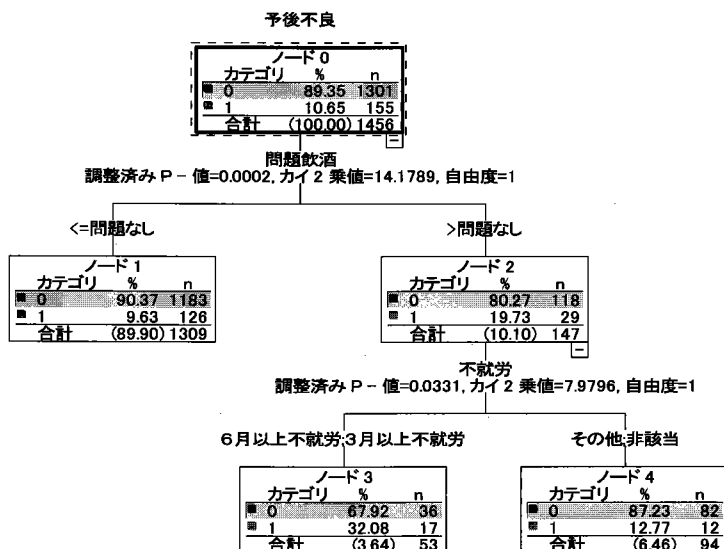 予後不良
ノード 0
カテゴリ % n
0 89.35 1301
1 10.65 155
合計 (100.00) 1456
問題飲酒
調整済み P - 値=0.0002, カイ 2 乗値=14.1789, 自由度=1
<=問題なし
>問題なし
ノード 1
カテゴリ % n
0 90.37 1183
1 9.63 126
合計 (89.90) 1309
ノード 2
カテゴリ % n
0 80.27 118
1 19.73 29
合計 (10.10) 147
不就労
調整済み P - 値=0.0331, カイ 2 乗値=7.9796, 自由度=1
6月以上不就労;3月以上不就労
その他;非該当
ノード 3
カテゴリ % n
0 67.92 36
1 32.08 17
合計 (3.64) 53
ノード 4
カテゴリ % n
0 87.23 82
1 12.77 12
合計 (6.46) 94